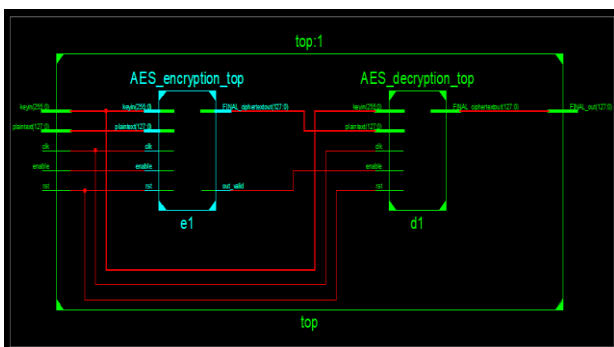 top:1
AES_encryption_top
AES_decryption_top
keyin(255:0)
keyin(255:0)
FINAL_ciphertextout(127:0)
keyin(255:0)
FINAL_ciphertextout(127:0)
FINAL_out(127:0)
plaintext(127:0)
plaintext(127:0)
plaintext(127:0)
clk
clk
clk
enable
enable
enable
rst
rst
out_valid
rst
e1
d1
top